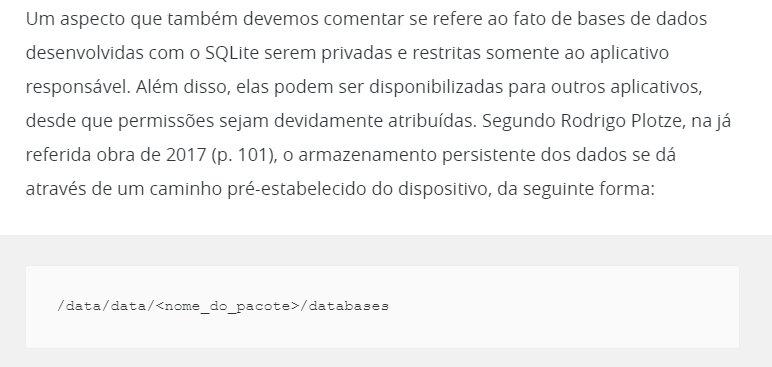 Um aspecto que também devemos comentar se refere ao fato de bases de dados
desenvolvidas com o SQLite serem privadas e restritas somente ao aplicativo
responsável. Além disso, elas podem ser disponibilizadas para outros aplicativos,
desde que permissões sejam devidamente atribuídas. Segundo Rodrigo Plotze, na já
referida obra de 2017 (p. 101), o armazenamento persistente dos dados se dá
através de um caminho pré-estabelecido do dispositivo, da seguinte forma:
/data/data/<nome_do_pacote>/databases